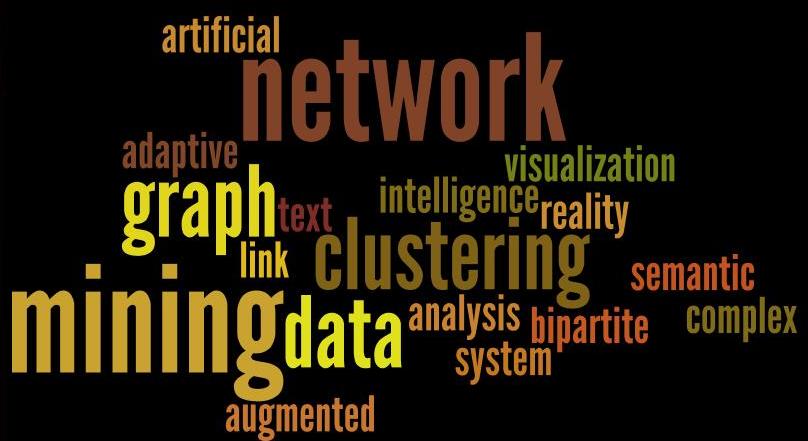 artificial
network
adaptive
visualization
graph
text
intelligence
reality
link
clustering
semantic
mining
data
analysis
bipartite
complex
system
augmented